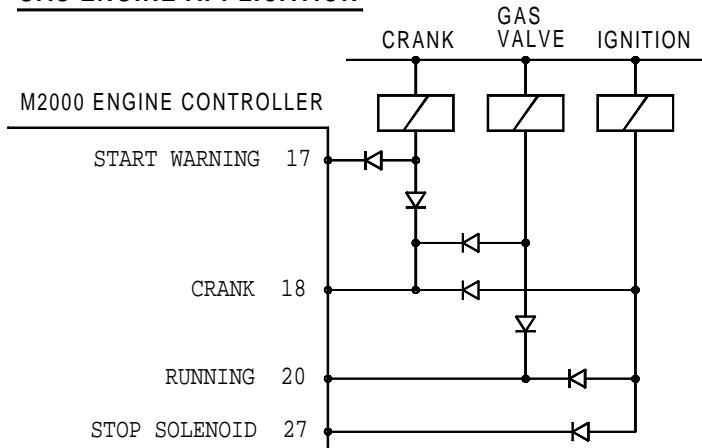 GAS ENGINE APPLICATION
CRANK
GAS
VALVE
IGNITION
M2000 ENGINE CONTROLLER
START WARNING 17
CRANK 18
RUNNING 20
STOP SOLENOID 27